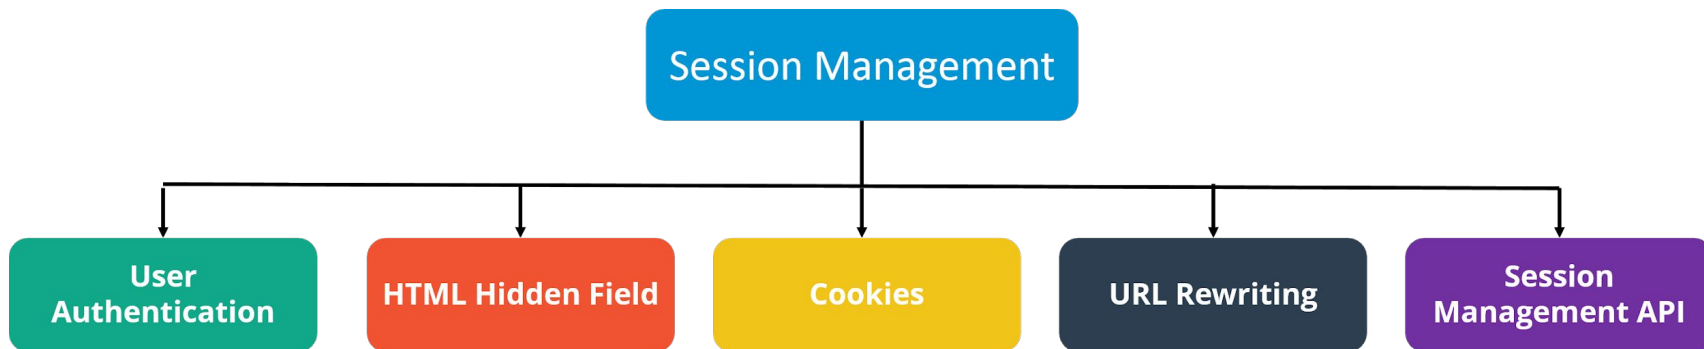 Session Management
User
Authentication
HTML Hidden Field
Cookies
URL Rewriting
Session
Management API